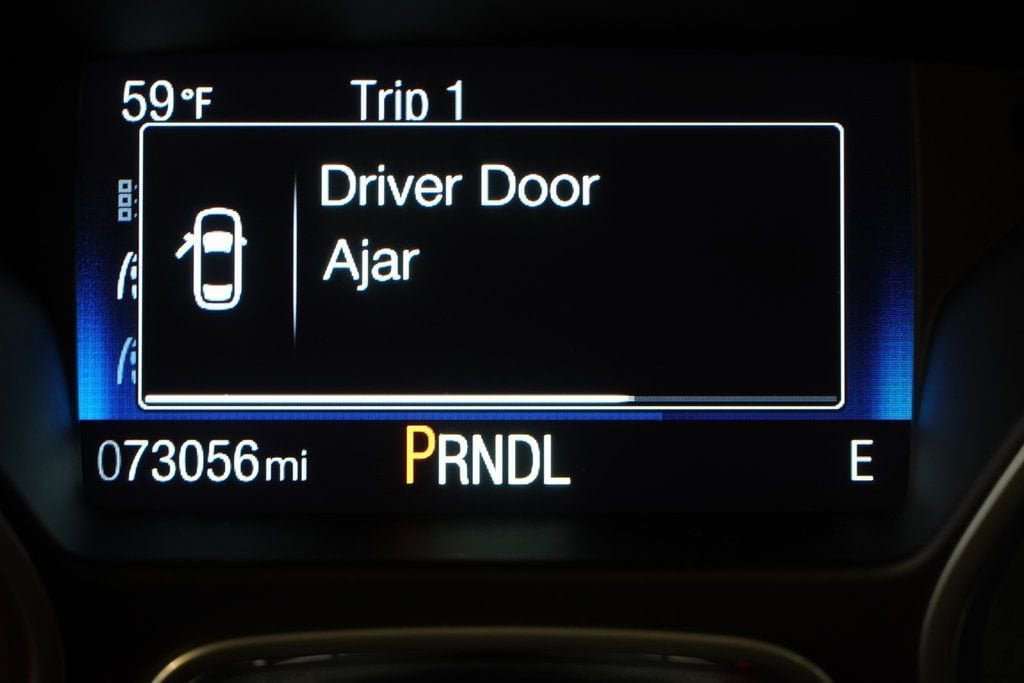 59°F Trip 1
Driver Door
Ajar
073056mi PRNDL E